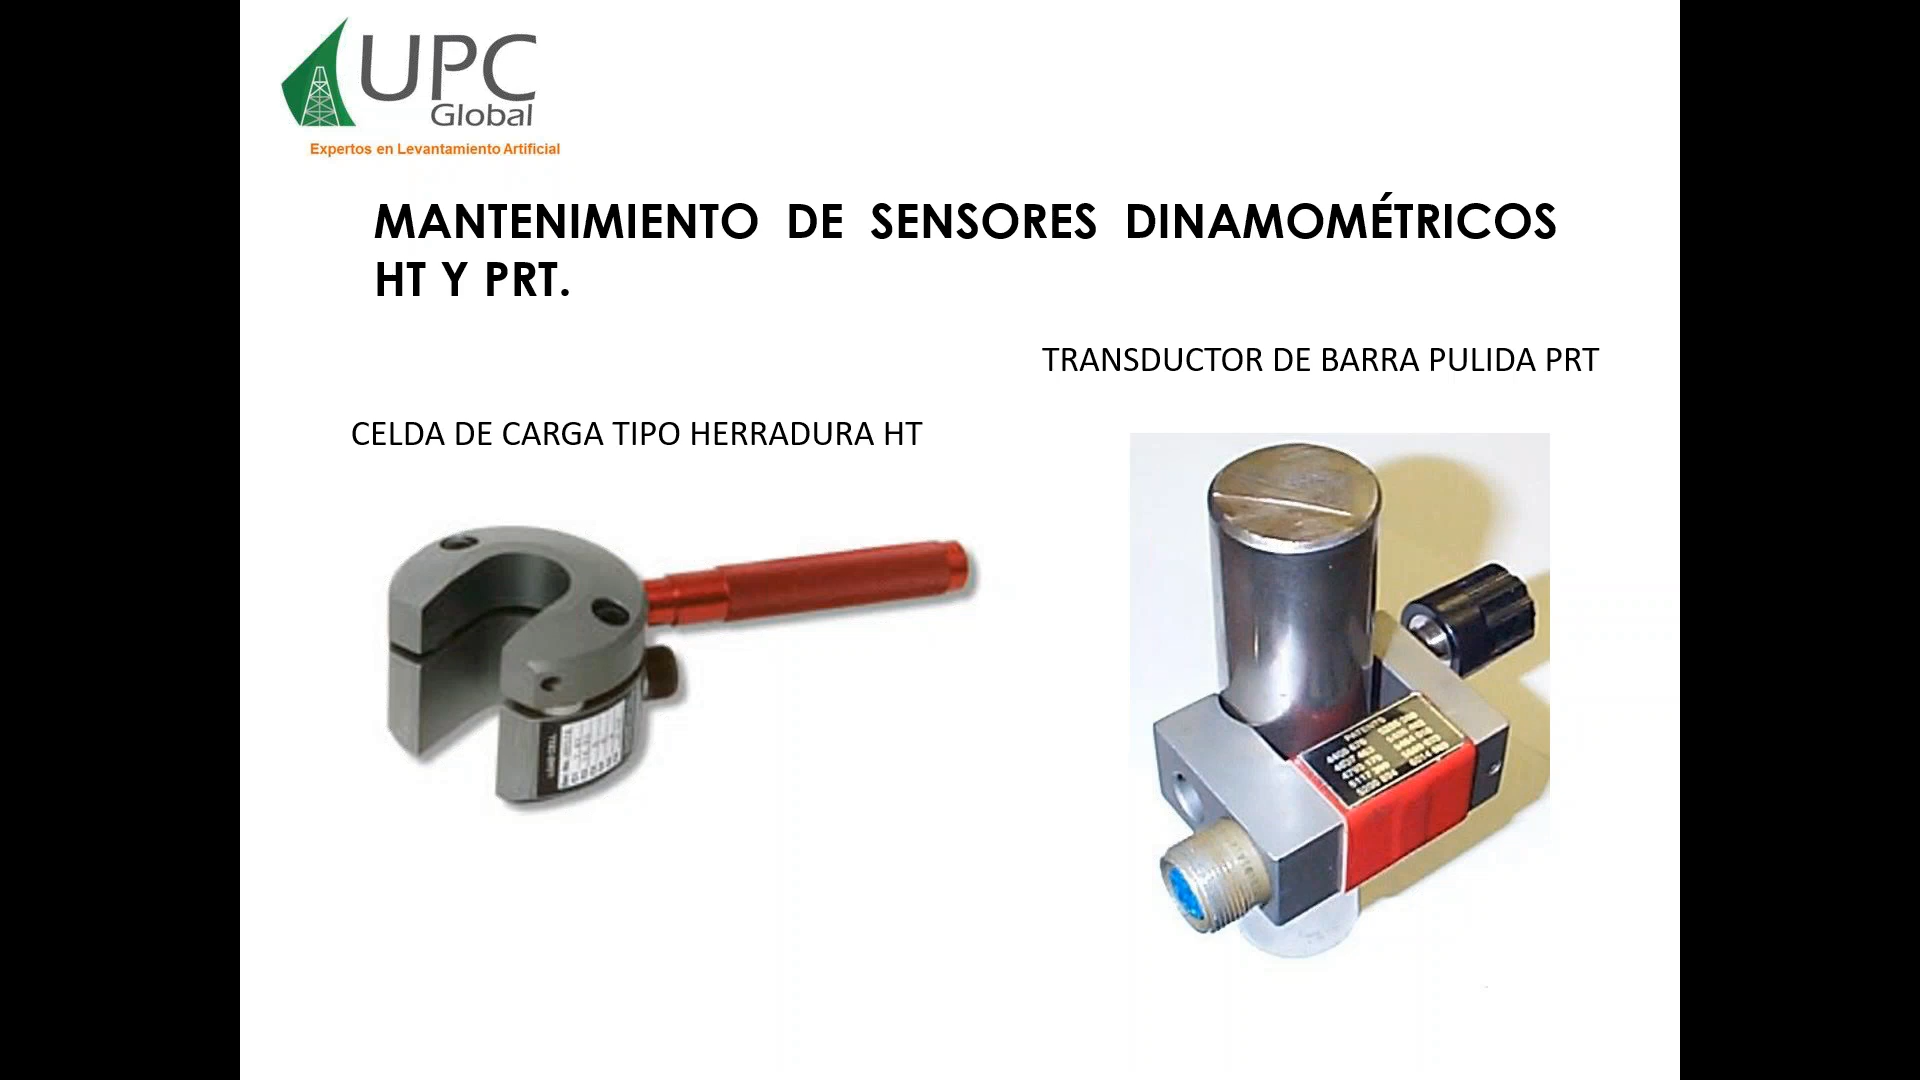 UPC
Global
Expertos en Levantamiento Artificial
MANTENIMIENTO DE SENSORES DINAMOMÉTRICOS
HT Y PRT.
TRANSDUCTOR DE BARRA PULIDA PRT
CELDA DE CARGA TIPO HERRADURA HT
PATENTS